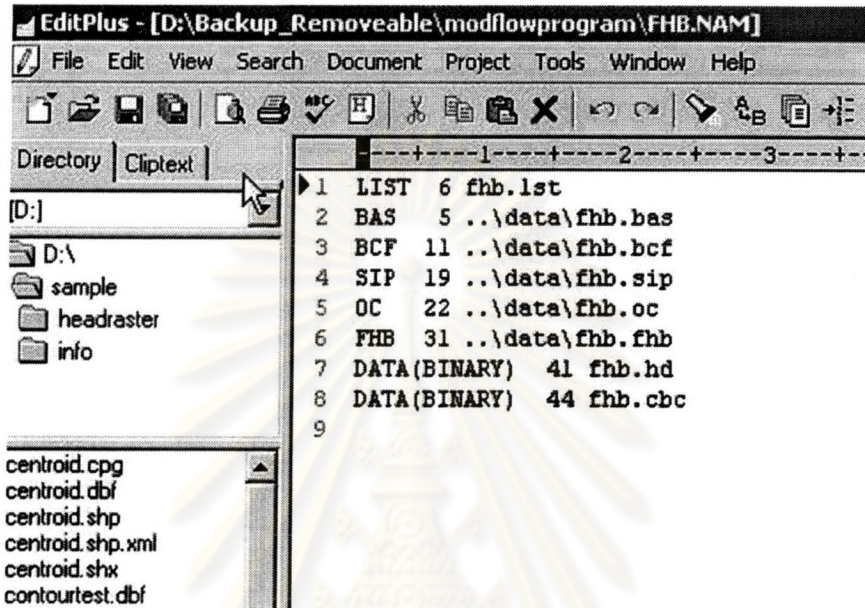 EditPlus - [D:\Backup_Removeable\modflowprogram\FHB.NAM]
File Edit View Search Document Project Tools Window Help
Directory Cliptext
[D:]
D:\
sample
headraster
info
centroid.cpg
centroid.dbf
centroid.shp
centroid.shp.xml
centroid.shx
contourtest.dbf
----+----1----+----2----+----3----+-
1 LIST 6 fhb.lst
2 BAS 5 ..\data\fhb.bas
3 BCF 11 ..\data\fhb.bcf
4 SIP 19 ..\data\fhb.sip
5 OC 22 ..\data\fhb.oc
6 FHB 31 ..\data\fhb.fhb
7 DATA(BINARY) 41 fhb.hd
8 DATA(BINARY) 44 fhb.cbc
9